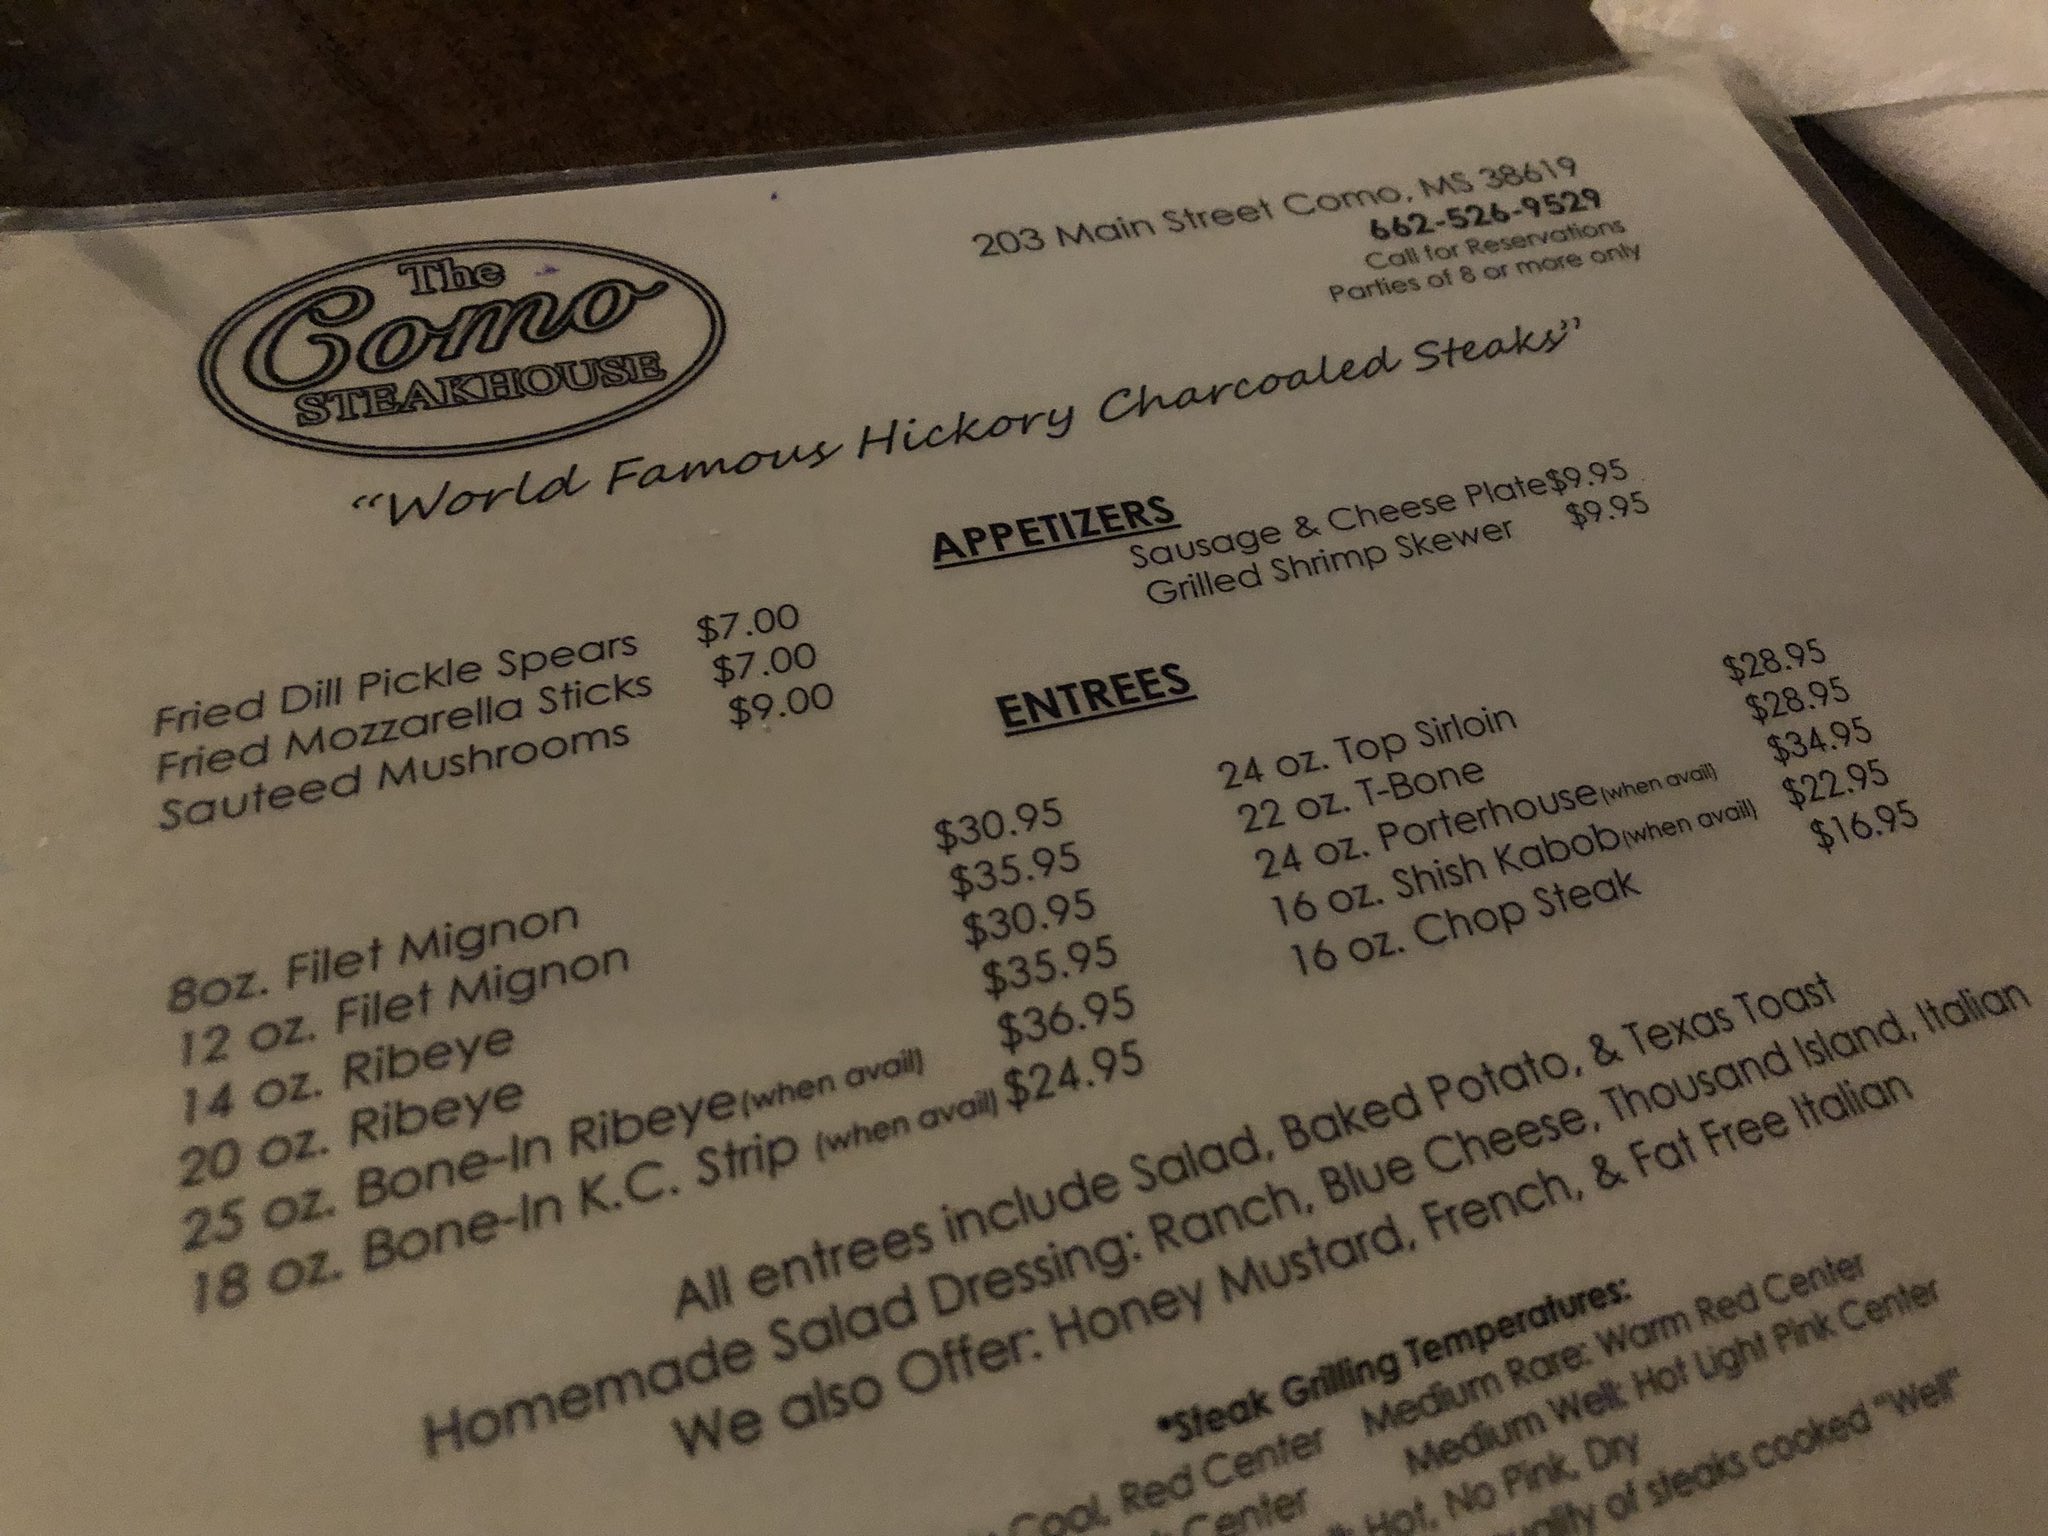 The
Como
STEAKHOUSE
203 Main Street Como, MS 38619
662-526-9529
Call for Reservations
Parties of 8 or more only
“World Famous Hickory Charcoaled Steaks”
APPETIZERS
Fried Dill Pickle Spears $7.00
Fried Mozzarella Sticks $7.00
Sauteed Mushrooms $9.00
Sausage & Cheese Plate$9.95
Grilled Shrimp Skewer $9.95
ENTREES
8oz. Filet Mignon $30.95
12 oz. Filet Mignon $35.95
14 oz. Ribeye $30.95
20 oz. Ribeye $35.95
25 oz. Bone-In Ribeye(when avail) $36.95
18 oz. Bone-In K.C. Strip (when avail) $24.95
24 oz. Top Sirloin $28.95
22 oz. T-Bone $28.95
24 oz. Porterhouse(when avail) $34.95
16 oz. Shish Kabob(when avail) $22.95
16 oz. Chop Steak $16.95
All entrees include Salad, Baked Potato, & Texas Toast
Homemade Salad Dressing: Ranch, Blue Cheese, Thousand Island, Italian
We also Offer: Honey Mustard, French, & Fat Free Italian
*Steak Grilling Temperatures:
Cool, Red Center Medium Rare: Warm Red Center
Center Medium Well: Hot Light Pink Center
Hot, No Pink, Dry
of steaks cooked "Well"